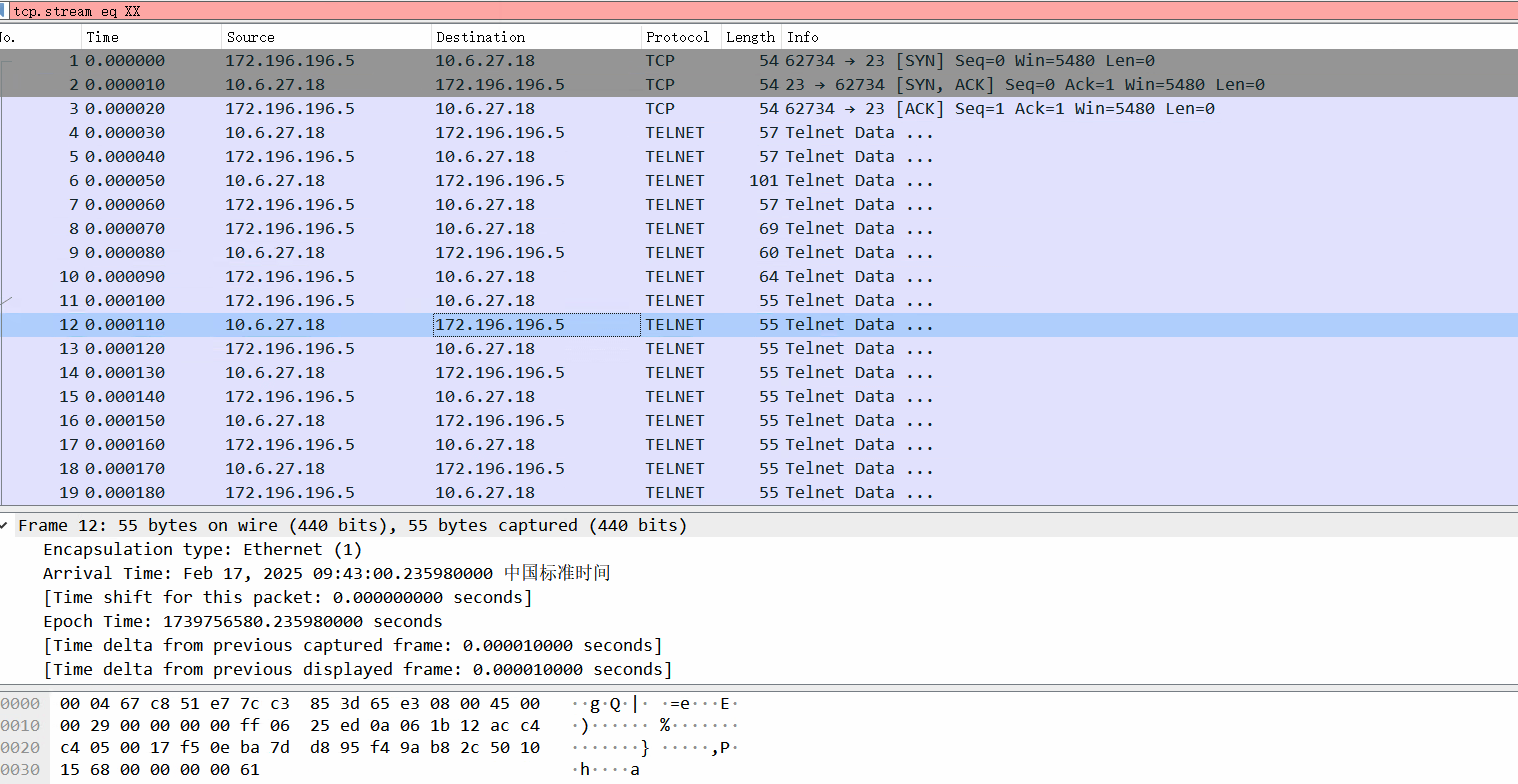 tcp.stream eq XX
No. Time Source Destination Protocol Length Info
1 0.000000 172.196.196.5 10.6.27.18 TCP 54 62734 → 23 [SYN] Seq=0 Win=5480 Len=0
2 0.000010 10.6.27.18 172.196.196.5 TCP 54 23 → 62734 [SYN, ACK] Seq=0 Ack=1 Win=5480 Len=0
3 0.000020 172.196.196.5 10.6.27.18 TCP 54 62734 → 23 [ACK] Seq=1 Ack=1 Win=5480 Len=0
4 0.000030 10.6.27.18 172.196.196.5 TELNET 57 Telnet Data ...
5 0.000040 172.196.196.5 10.6.27.18 TELNET 57 Telnet Data ...
6 0.000050 10.6.27.18 172.196.196.5 TELNET 101 Telnet Data ...
7 0.000060 172.196.196.5 10.6.27.18 TELNET 57 Telnet Data ...
8 0.000070 172.196.196.5 10.6.27.18 TELNET 69 Telnet Data ...
9 0.000080 10.6.27.18 172.196.196.5 TELNET 60 Telnet Data ...
10 0.000090 172.196.196.5 10.6.27.18 TELNET 64 Telnet Data ...
11 0.000100 172.196.196.5 10.6.27.18 TELNET 55 Telnet Data ...
12 0.000110 10.6.27.18 172.196.196.5 TELNET 55 Telnet Data ...
13 0.000120 172.196.196.5 10.6.27.18 TELNET 55 Telnet Data ...
14 0.000130 10.6.27.18 172.196.196.5 TELNET 55 Telnet Data ...
15 0.000140 172.196.196.5 10.6.27.18 TELNET 55 Telnet Data ...
16 0.000150 10.6.27.18 172.196.196.5 TELNET 55 Telnet Data ...
17 0.000160 172.196.196.5 10.6.27.18 TELNET 55 Telnet Data ...
18 0.000170 10.6.27.18 172.196.196.5 TELNET 55 Telnet Data ...
19 0.000180 172.196.196.5 10.6.27.18 TELNET 55 Telnet Data ...
Frame 12: 55 bytes on wire (440 bits), 55 bytes captured (440 bits)
Encapsulation type: Ethernet (1)
Arrival Time: Feb 17, 2025 09:43:00.235980000 中国标准时间
[Time shift for this packet: 0.000000000 seconds]
Epoch Time: 1739756580.235980000 seconds
[Time delta from previous captured frame: 0.000010000 seconds]
[Time delta from previous displayed frame: 0.000010000 seconds]
0000 00 04 67 c8 51 e7 7c c3 85 3d 65 e3 08 00 45 00 ··g·Q·|· ·=e···E·
0010 00 29 00 00 00 00 ff 06 25 ed 0a 06 1b 12 ac c4 ·)······ %·······
0020 c4 05 00 17 f5 0e ba 7d d8 95 f4 9a b8 2c 50 10 ·······} ·····,P·
0030 15 68 00 00 00 00 61 ·h····a